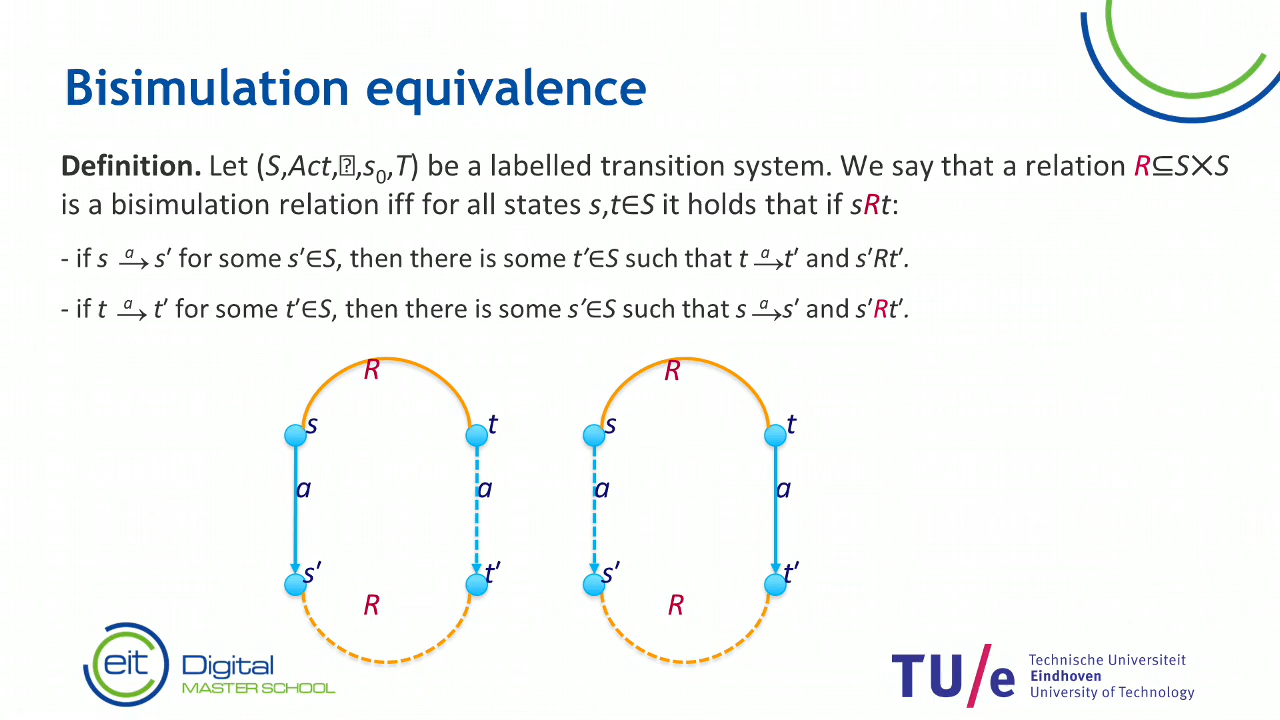 Bisimulation equivalence
Definition. Let (S,Act,⍰,s₀,T) be a labelled transition system. We say that a relation R⊆S×S
is a bisimulation relation iff for all states s,t∈S it holds that if sRt:
- if s a→ s′ for some s′∈S, then there is some t′∈S such that t a→ t′ and s′Rt′.
- if t a→ t′ for some t′∈S, then there is some s′∈S such that s a→ s′ and s′Rt′.
R R
s t s t
a a a a
s′ t′ s′ t′
R R
eit Digital
MASTER SCHOOL
TU/e
Technische Universiteit
Eindhoven
University of Technology